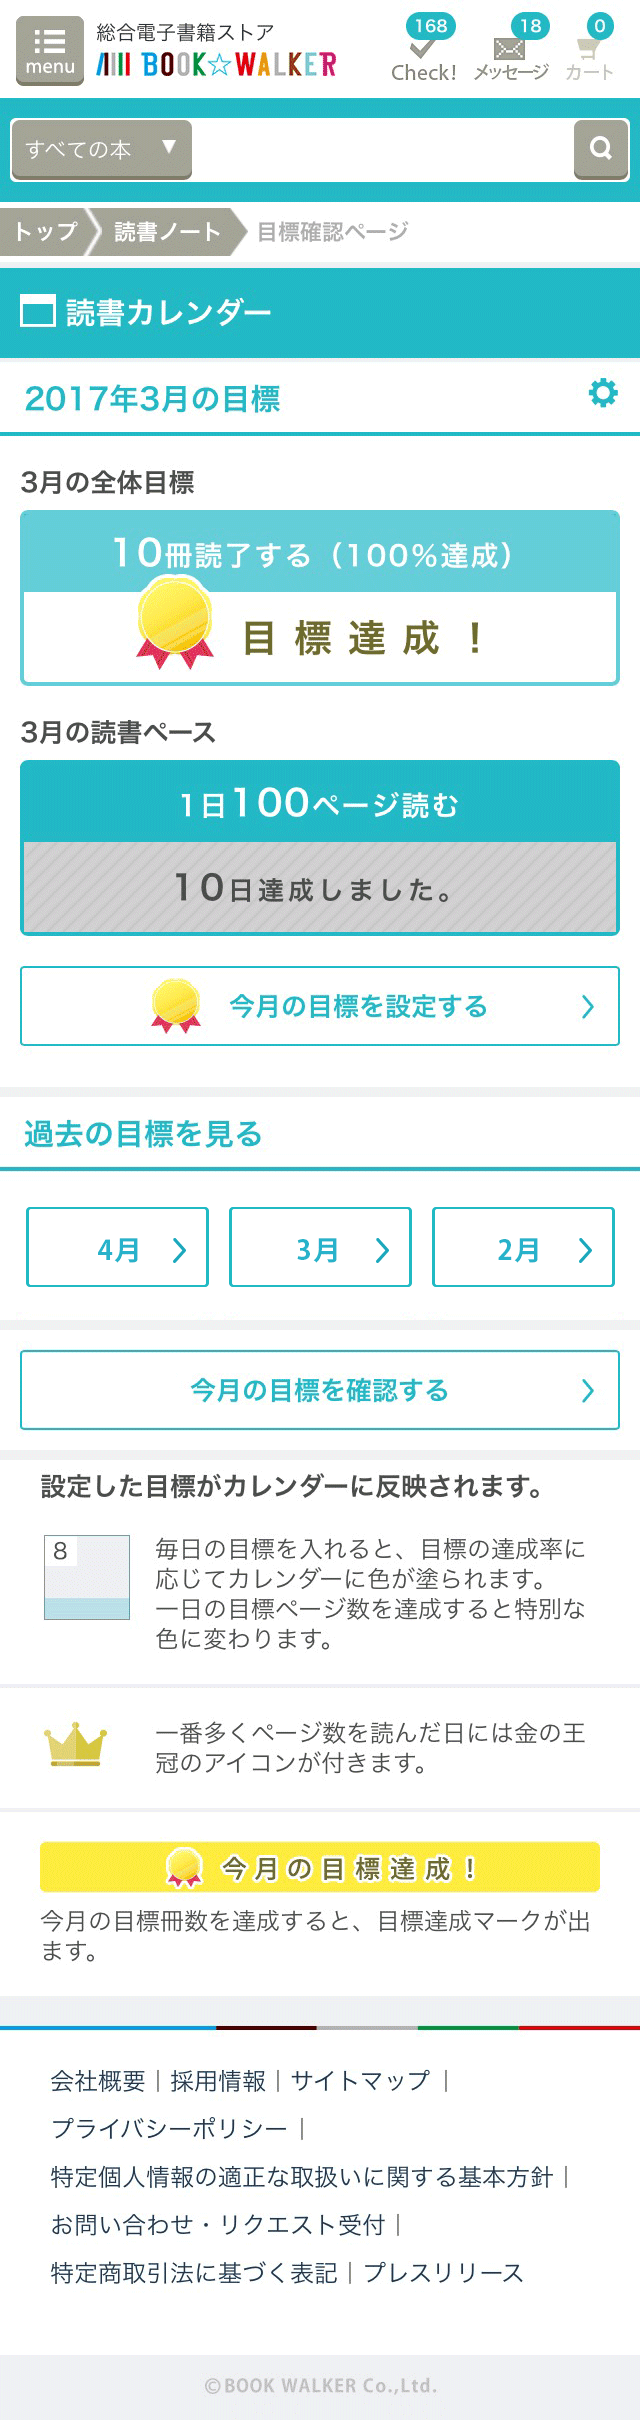 総合電子書籍ストア
BOOK☆WALKER
menu
168
Check!
18
メッセージ
0
カート
すべての本 ▼
トップ
読書ノート
目標確認ページ
読書カレンダー
2017年3月の目標
3月の全体目標
10冊読了する（100%達成）
目標達成！
3月の読書ペース
1日100ページ読む
10日達成しました。
今月の目標を設定する
過去の目標を見る
4月
3月
2月
今月の目標を確認する
設定した目標がカレンダーに反映されます。
8
毎日の目標を入れると、目標の達成率に
応じてカレンダーに色が塗られます。
一日の目標ページ数を達成すると特別な
色に変わります。
一番多くページ数を読んだ日には金の王
冠のアイコンが付きます。
今月の目標達成！
今月の目標冊数を達成すると、目標達成マークが出
ます。
会社概要｜採用情報｜サイトマップ｜
プライバシーポリシー｜
特定個人情報の適正な取扱いに関する基本方針｜
お問い合わせ・リクエスト受付｜
特定商取引法に基づく表記｜プレスリリース
©BOOK WALKER Co.,Ltd.